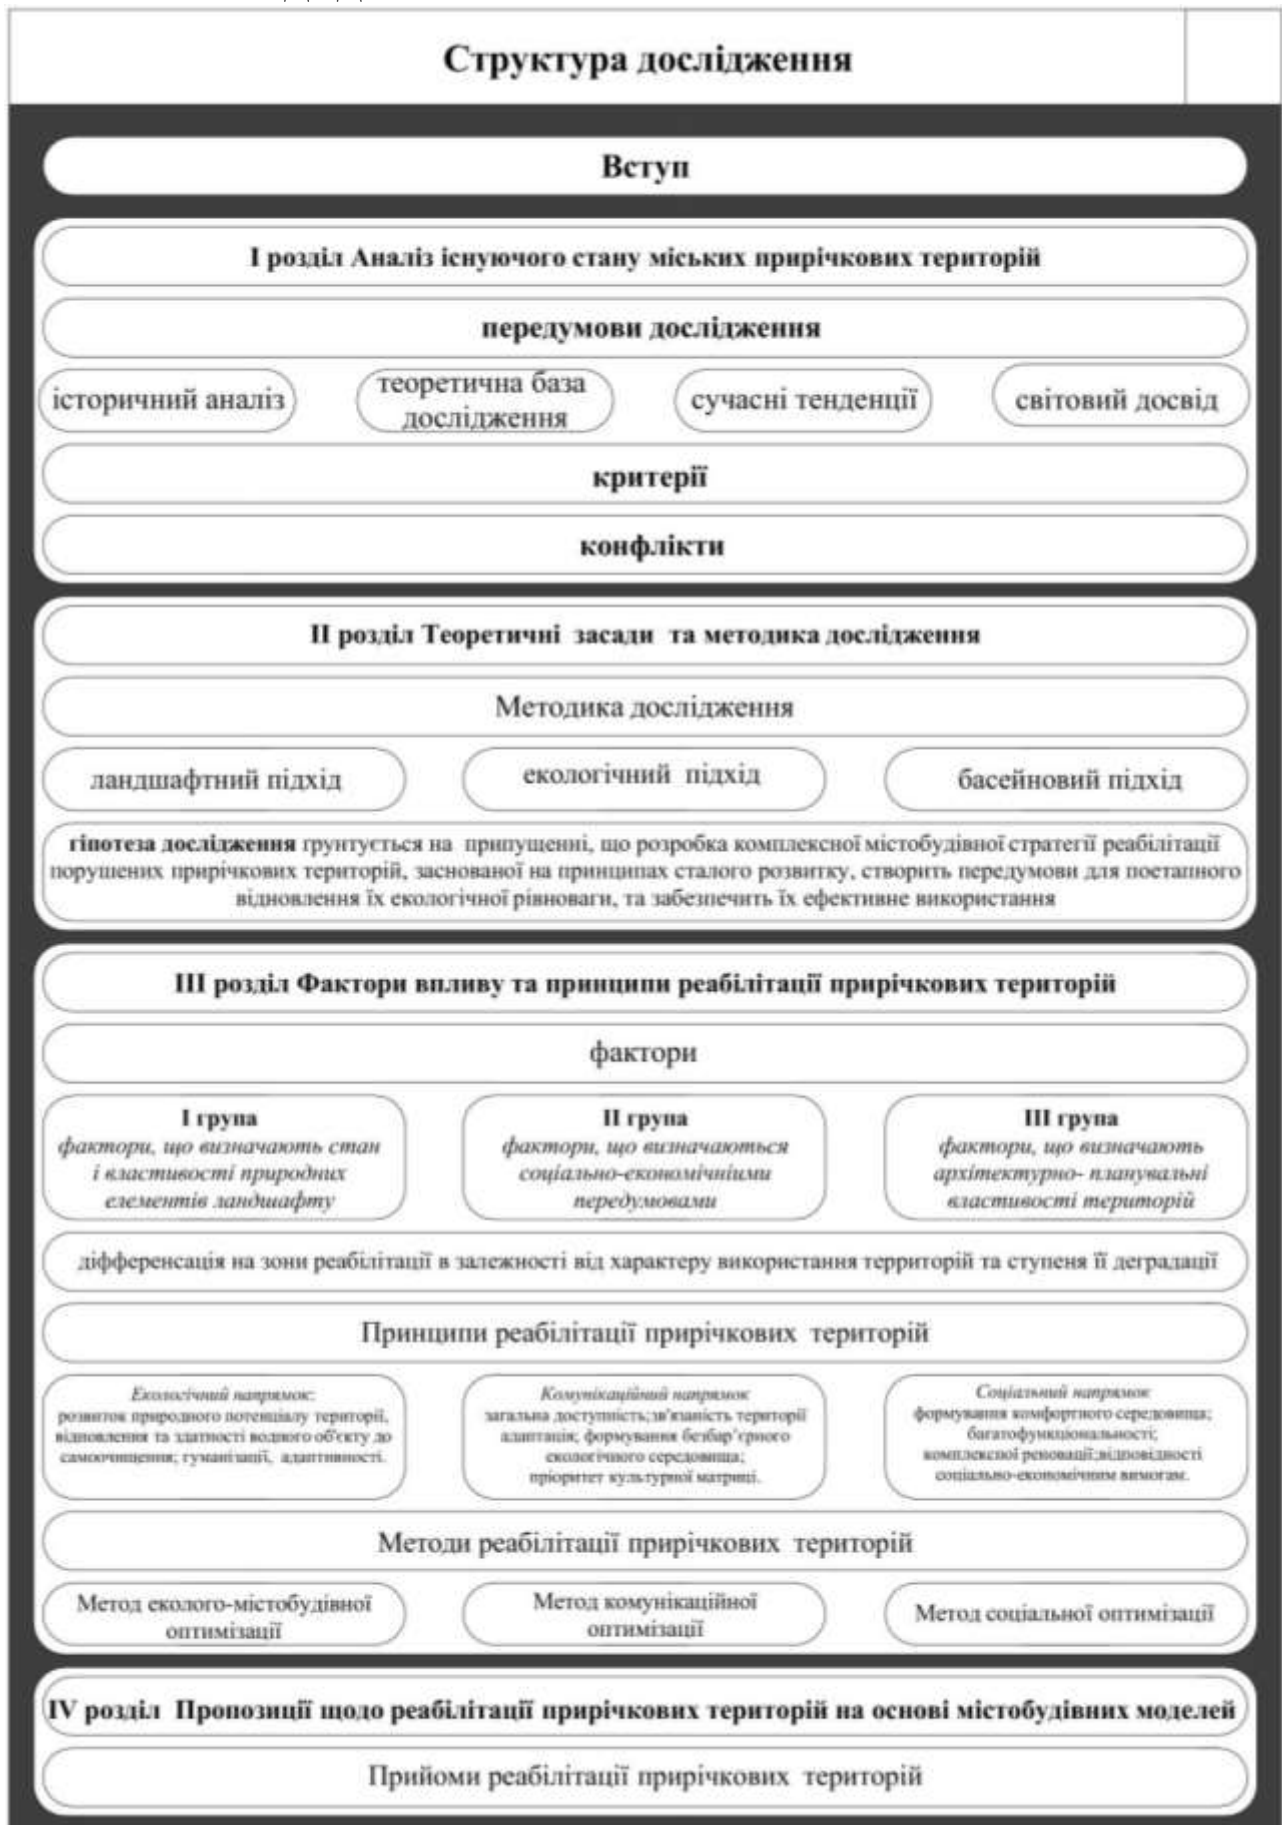 Структура дослідження
Вступ
І розділ Аналіз існуючого стану міських прирічкових територій
передумови дослідження
історичний аналіз
теоретична база
дослідження
сучасні тенденції
світовий досвід
критерії
конфлікти
ІІ розділ Теоретичні засади та методика дослідження
Методика дослідження
ландшафтний підхід
екологічний підхід
басейновий підхід
гіпотеза дослідження ґрунтується на припущенні, що розробка комплексної містобудівної стратегії реабілітації
порушених прирічкових територій, заснованої на принципах сталого розвитку, створить передумови для поетапного
відновлення їх екологічної рівноваги, та забезпечить їх ефективне використання
ІІІ розділ Фактори впливу та принципи реабілітації прирічкових територій
фактори
І група
фактори, що визначають стан
і властивості природних
елементів ландшафту
ІІ група
фактори, що визначаються
соціально-економічніими
передумовами
ІІІ група
фактори, що визначають
архітектурно- планувальні
властивості територій
діфференсація на зони реабілітації в залежності від характеру використання территорій та ступеня її деградації
Принципи реабілітації прирічкових територій
Екологічний напрямок:
розвиток природного потенціалу території,
відновлення та здатності водного об'єкту до
самоочищення; гуманізації, адаптивності.
Комунікаційний напрямок
загальна доступність;зв'язаність території
адаптація; формування безбар'єрного
екологічного середовища;
пріоритет культурної матриці.
Соціальний напрямок
формування комфортного середовища;
багатофункціональності;
комплексної реновації;відповідності
соціально-економічним вимогам.
Методи реабілітації прирічкових територій
Метод еколого-містобудівної
оптимізації
Метод комунікаційної
оптимізації
Метод соціальної оптимізації
IV розділ Пропозиції щодо реабілітації прирічкових територій на основі містобудівних моделей
Прийоми реабілітації прирічкових територій